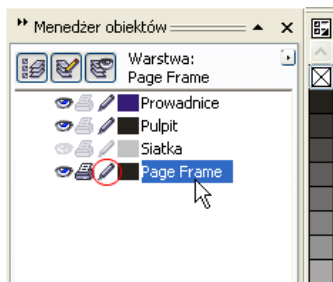 Menedżer obiektów
Warstwa:
Page Frame
Prowadnice
Pulpit
Siatka
Page Frame